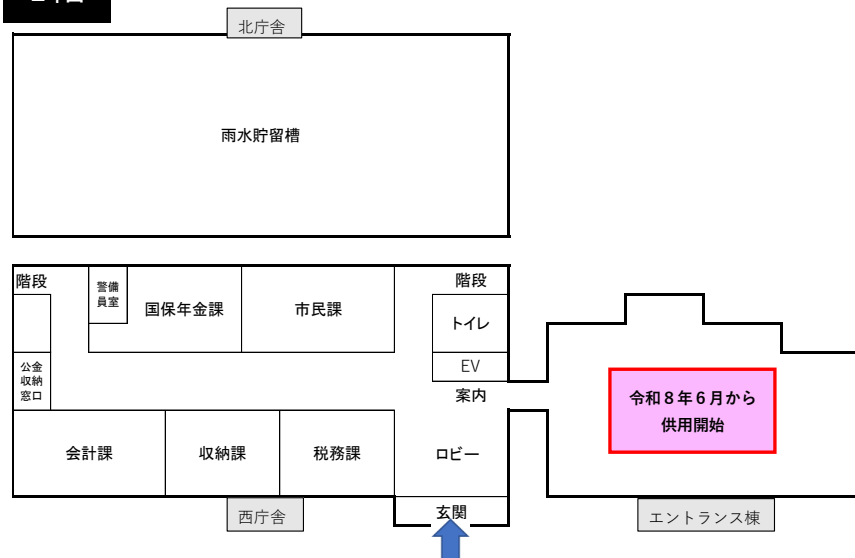 北庁舎
雨水貯留槽
階段
警備
員室
国保年金課
市民課
階段
トイレ
EV
案内
公金
収納
窓口
会計課
収納課
税務課
ロビー
玄関
西庁舎
令和８年６月から
供用開始
エントランス棟